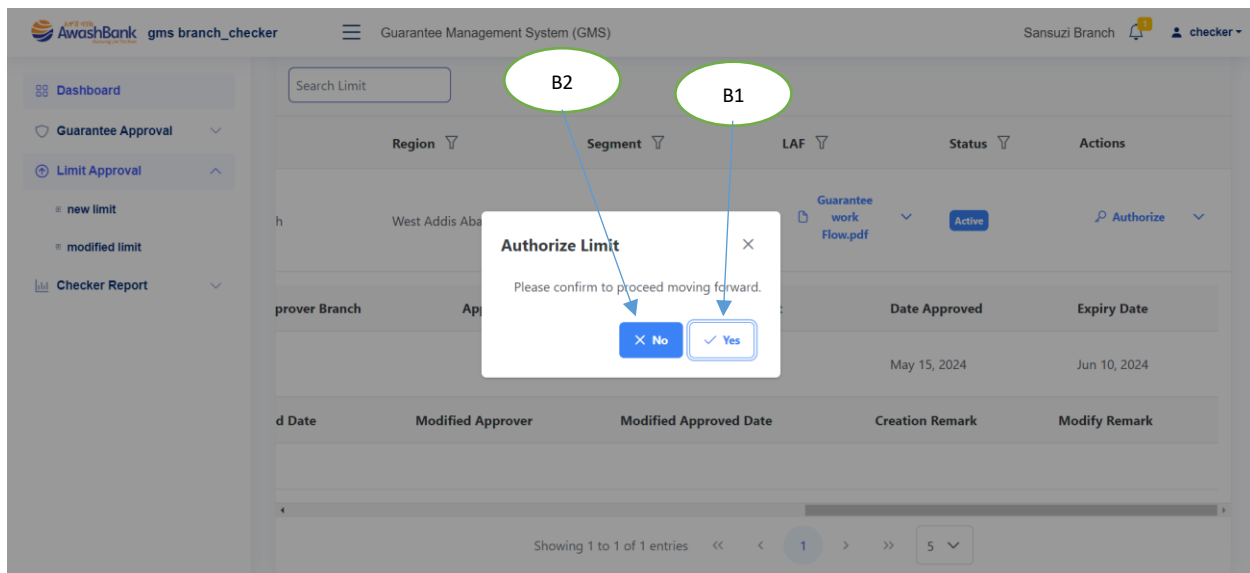 AwashBank gms branch_checker Guarantee Management System (GMS) Sansuzi Branch checker
Dashboard
Guarantee Approval
Limit Approval
new limit
modified limit
Checker Report
Search Limit
B2
B1
Region Segment LAF Status Actions
h West Addis Aba Guarantee work Flow.pdf Active Authorize
Authorize Limit
Please confirm to proceed moving forward.
No Yes
prover Branch Ap Date Approved Expiry Date
May 15, 2024 Jun 10, 2024
d Date Modified Approver Modified Approved Date Creation Remark Modify Remark
Showing 1 to 1 of 1 entries << < 1 > >> 5